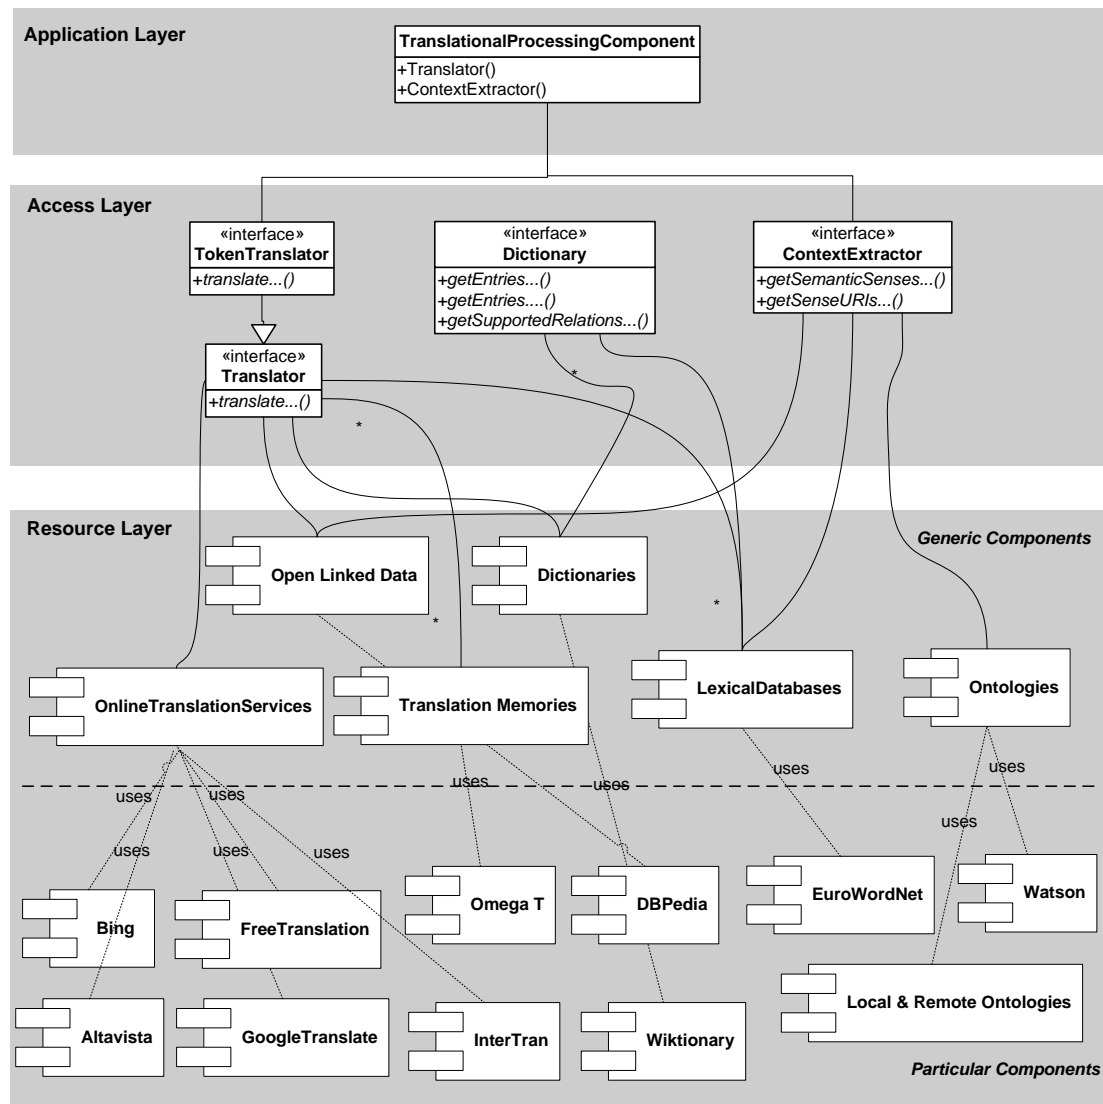 Application Layer
TranslationalProcessingComponent
+Translator()
+ContextExtractor()
Access Layer
«interface»
TokenTranslator
+translate...()
«interface»
Dictionary
+getEntries...()
+getEntries....()
+getSupportedRelations...()
«interface»
ContextExtractor
+getSemanticSenses...()
+getSenseURIs...()
«interface»
Translator
+translate...()
*
*
Resource Layer
Generic Components
Open Linked Data
Dictionaries
*
*
OnlineTranslationServices
Translation Memories
LexicalDatabases
Ontologies
uses
uses
uses
uses
uses
uses
uses
uses
uses
uses
uses
Bing
FreeTranslation
Omega T
DBPedia
EuroWordNet
Watson
Altavista
GoogleTranslate
InterTran
Wiktionary
Local & Remote Ontologies
Particular Components